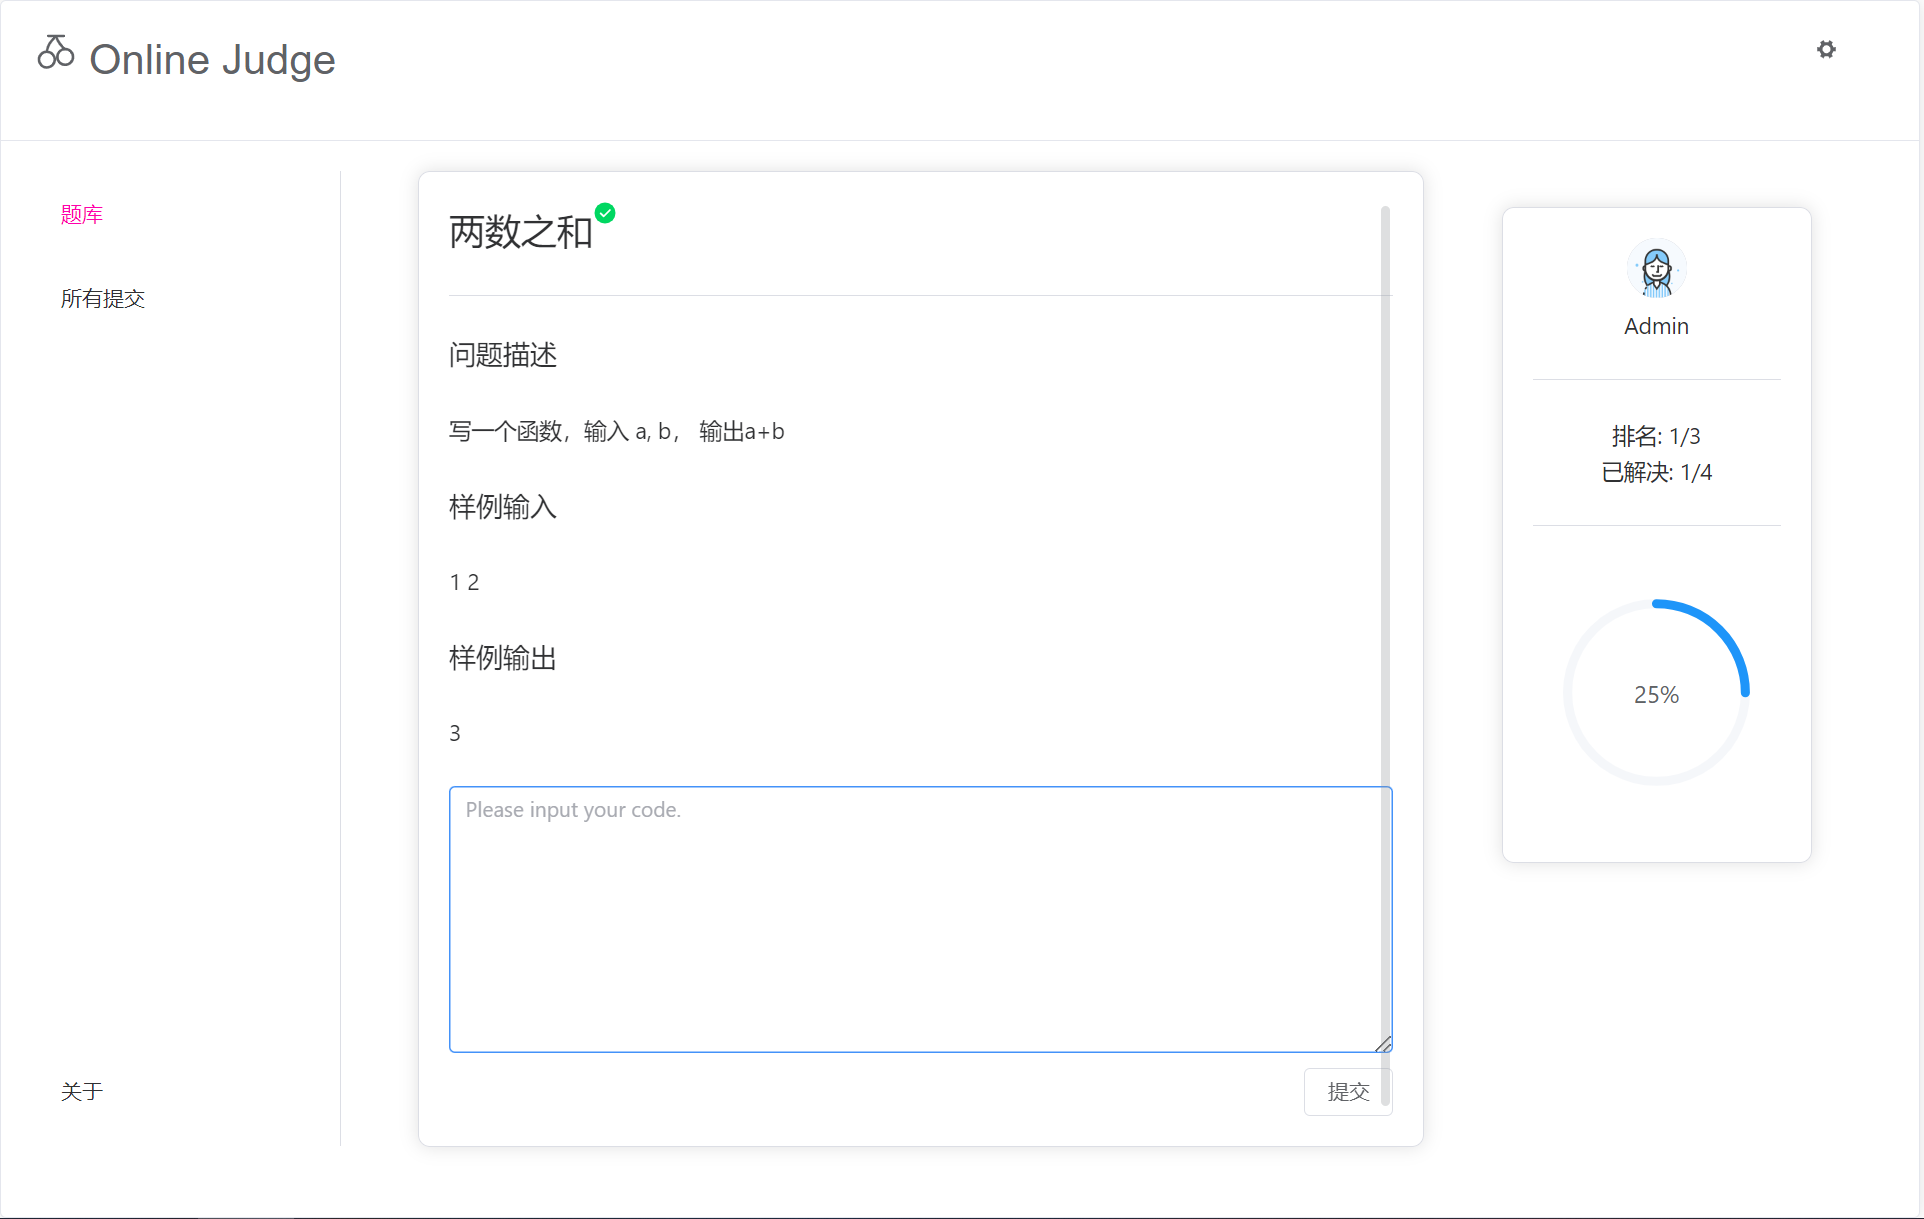 Online Judge
题库
所有提交
关于
两数之和
问题描述
写一个函数，输入 a, b， 输出a+b
样例输入
1 2
样例输出
3
Please input your code.
提交
Admin
排名: 1/3
已解决: 1/4
25%